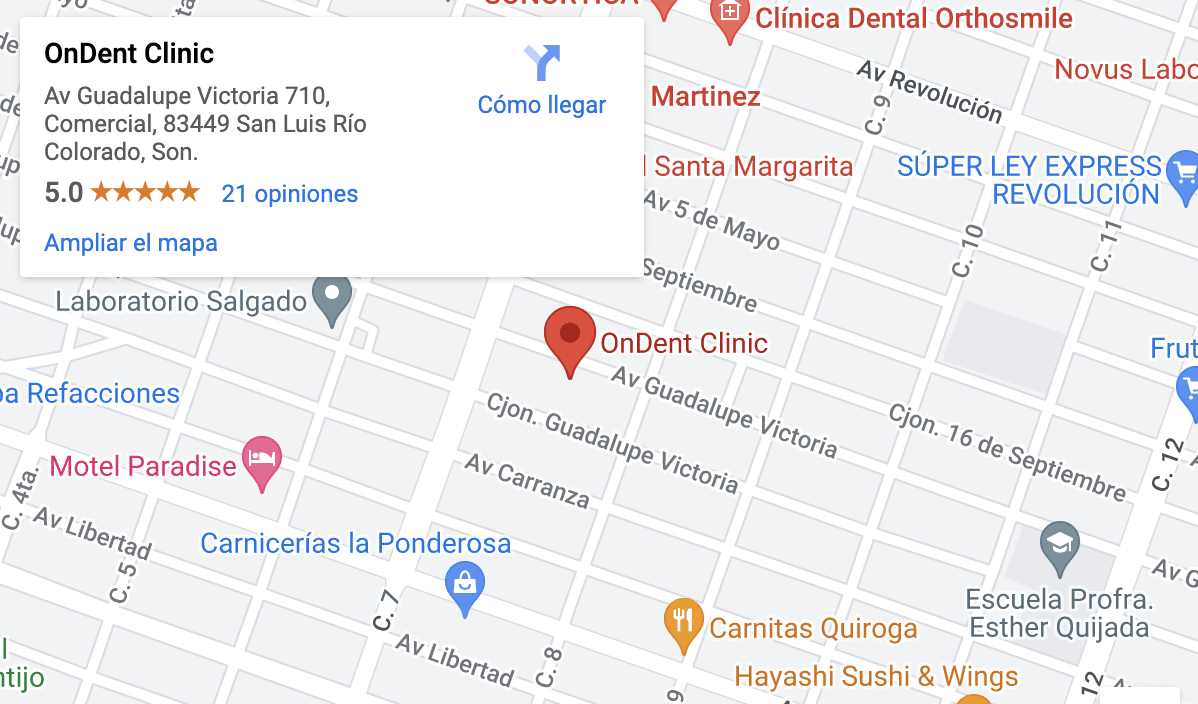 OnDent Clinic
Av Guadalupe Victoria 710,
Comercial, 83449 San Luis Río
Colorado, Son.
5.0
21 opiniones
Ampliar el mapa
Cómo llegar
Clínica Dental Orthosmile
Novus Labo
Av Revolución
Martinez
C. 9
Santa Margarita
SÚPER LEY EXPRESS
REVOLUCIÓN
Av 5 de Mayo
C. 10
C. 11
Septiembre
Laboratorio Salgado
OnDent Clinic
Frut
Refacciones
Av Guadalupe Victoria
Cjon. Guadalupe Victoria
Cjon. 16 de Septiembre
Motel Paradise
Av Carranza
C. 12
C. 4ta.
Av Libertad
Carnicerías la Ponderosa
C. 5
C. 7
Av G
Escuela Profra.
Esther Quijada
Carnitas Quiroga
Av Libertad
C. 8
Hayashi Sushi & Wings
ntijo
9
12